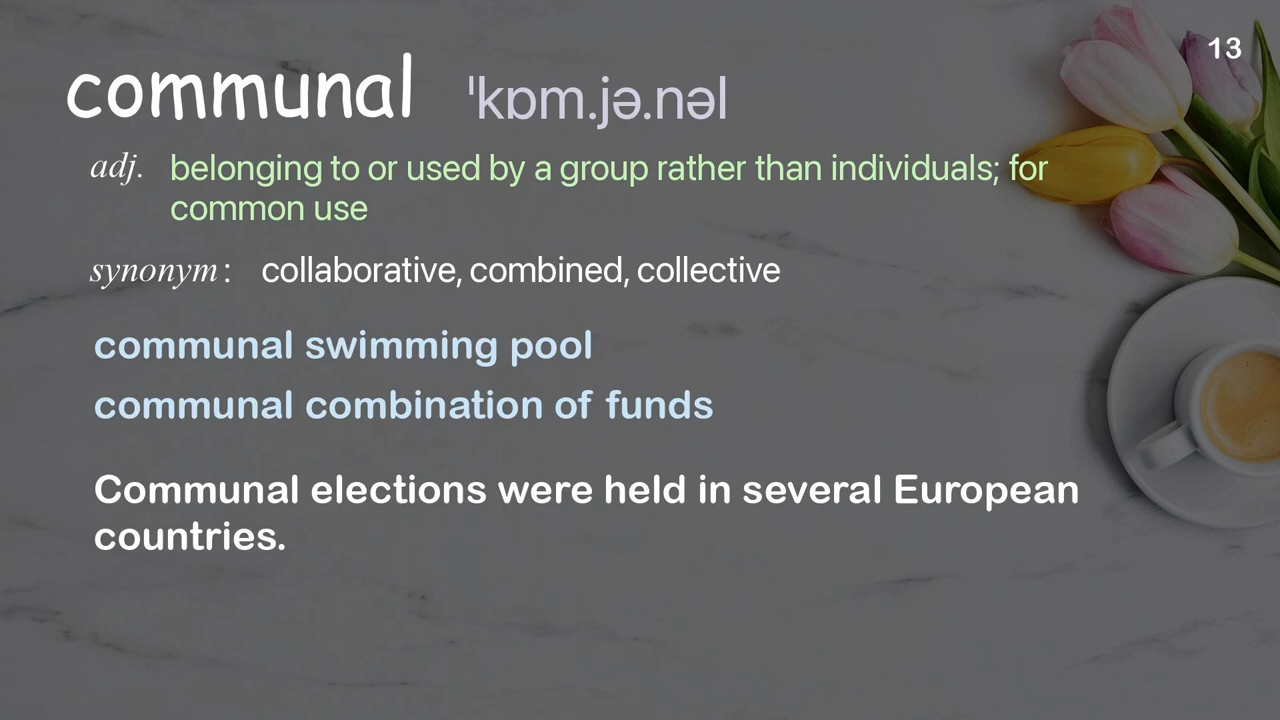 13
communal ˈkɒm.jə.nəl
adj. belonging to or used by a group rather than individuals; for
common use
synonym: collaborative, combined, collective
communal swimming pool
communal combination of funds
Communal elections were held in several European
countries.